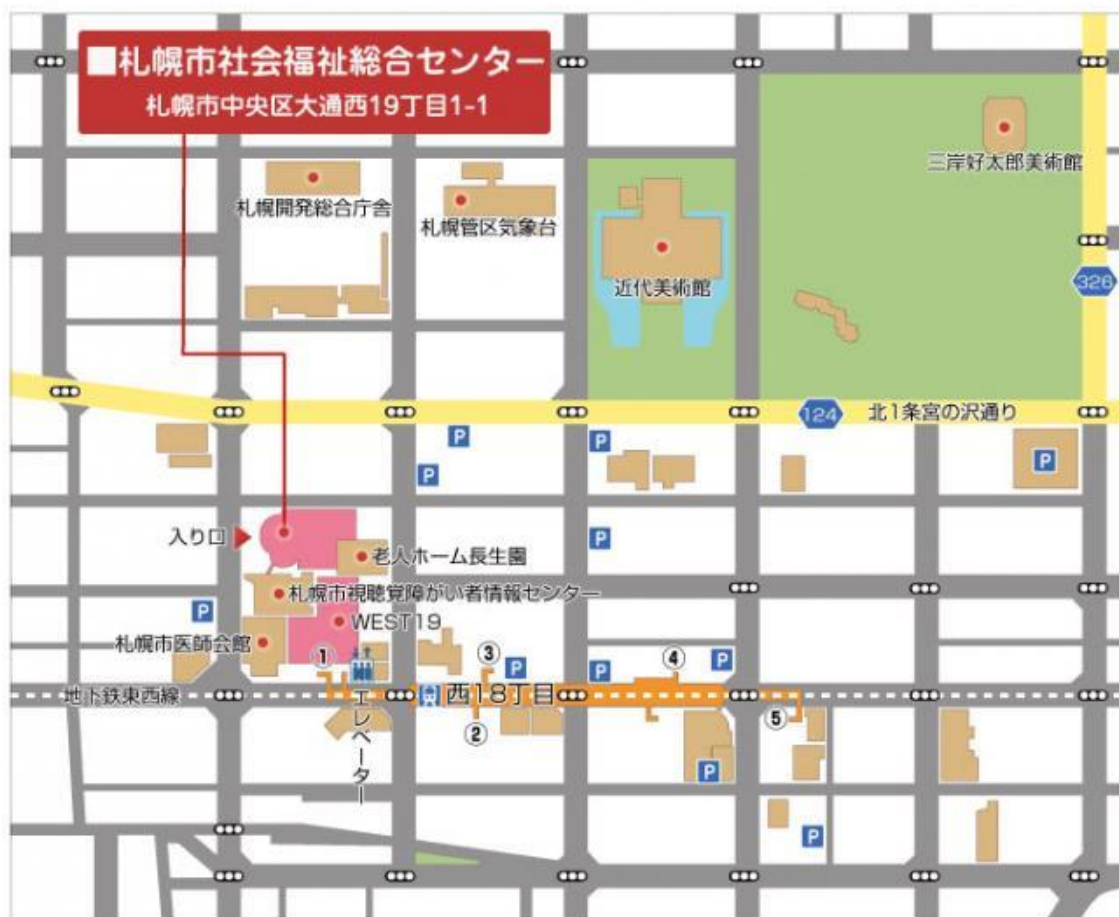 ■札幌市社会福祉総合センター
札幌市中央区大通西19丁目1-1
三岸好太郎美術館
札幌開発総合庁舎
札幌管区気象台
近代美術館
326
124
北1条宮の沢通り
P
P
P
P
入り口
P
老人ホーム長生園
札幌市視聴覚障がい者情報センター
P
WEST19
札幌市医師会館
①
③
④
P
P
P
地下鉄東西線
西18丁目
エレベーター
②
⑤
P
P